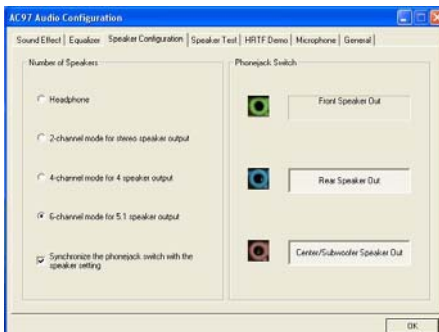 AC97 Audio Configuration
Sound Effect Equalizer Speaker Configuration Speaker Test HRTF Demo Microphone General
Number of Speakers
Headphone
2-channel mode for stereo speaker output
4-channel mode for 4 speaker output
6-channel mode for 5.1 speaker output
Synchronize the phonejack switch with the
speaker setting
Phonejack Switch
Front Speaker Out
Rear Speaker Out
Center/Subwoofer Speaker Out
OK